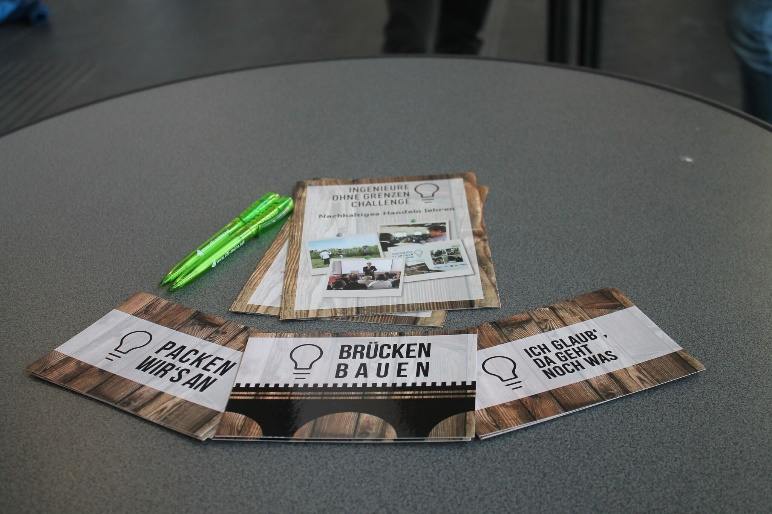 INGENIEURE
OHNE GRENZEN
CHALLENGE
Nachhaltiges Handeln lehren
PACKEN
WIR'S AN
BRÜCKEN
BAUEN
ICH GLAUB',
DA GEHT
NOCH WAS